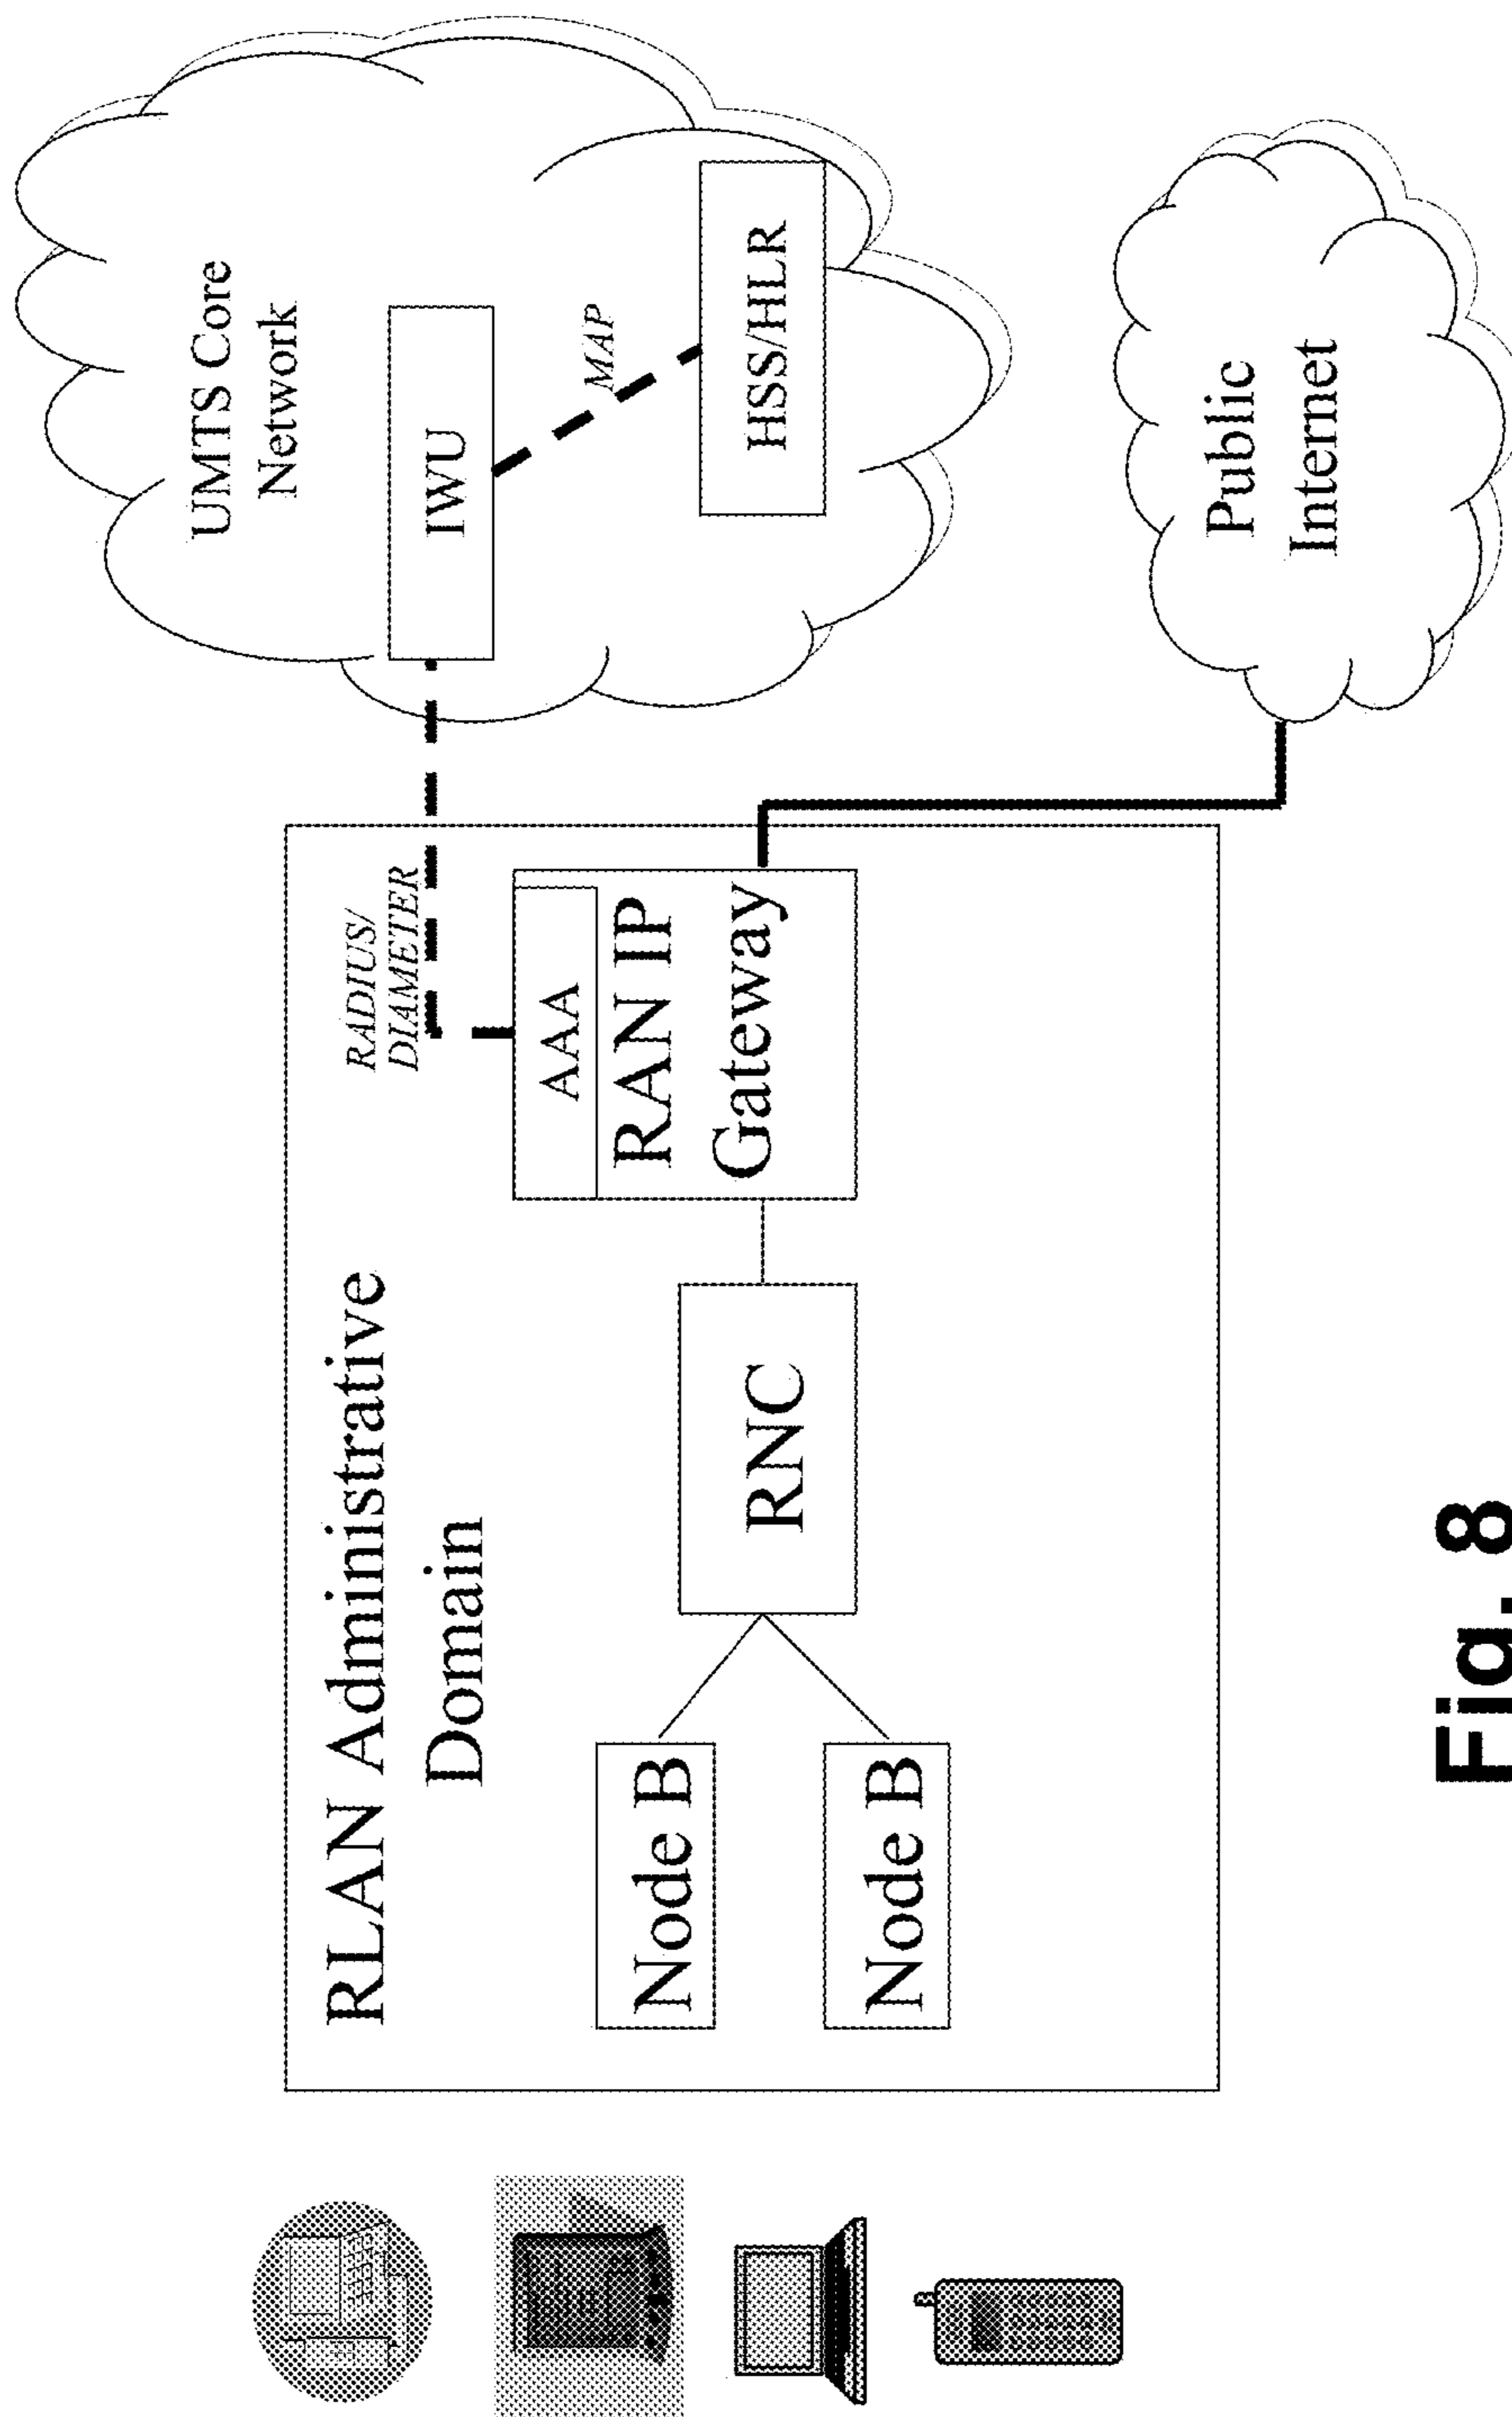 RLAN Administrative
Domain
Node B
Node B
RNC
AAA
RAN IP
Gateway
RADIUS/
DIAMETER
UMTS Core
Network
IWU
MAP
HSS/HLR
Public
Internet
Fig. 8